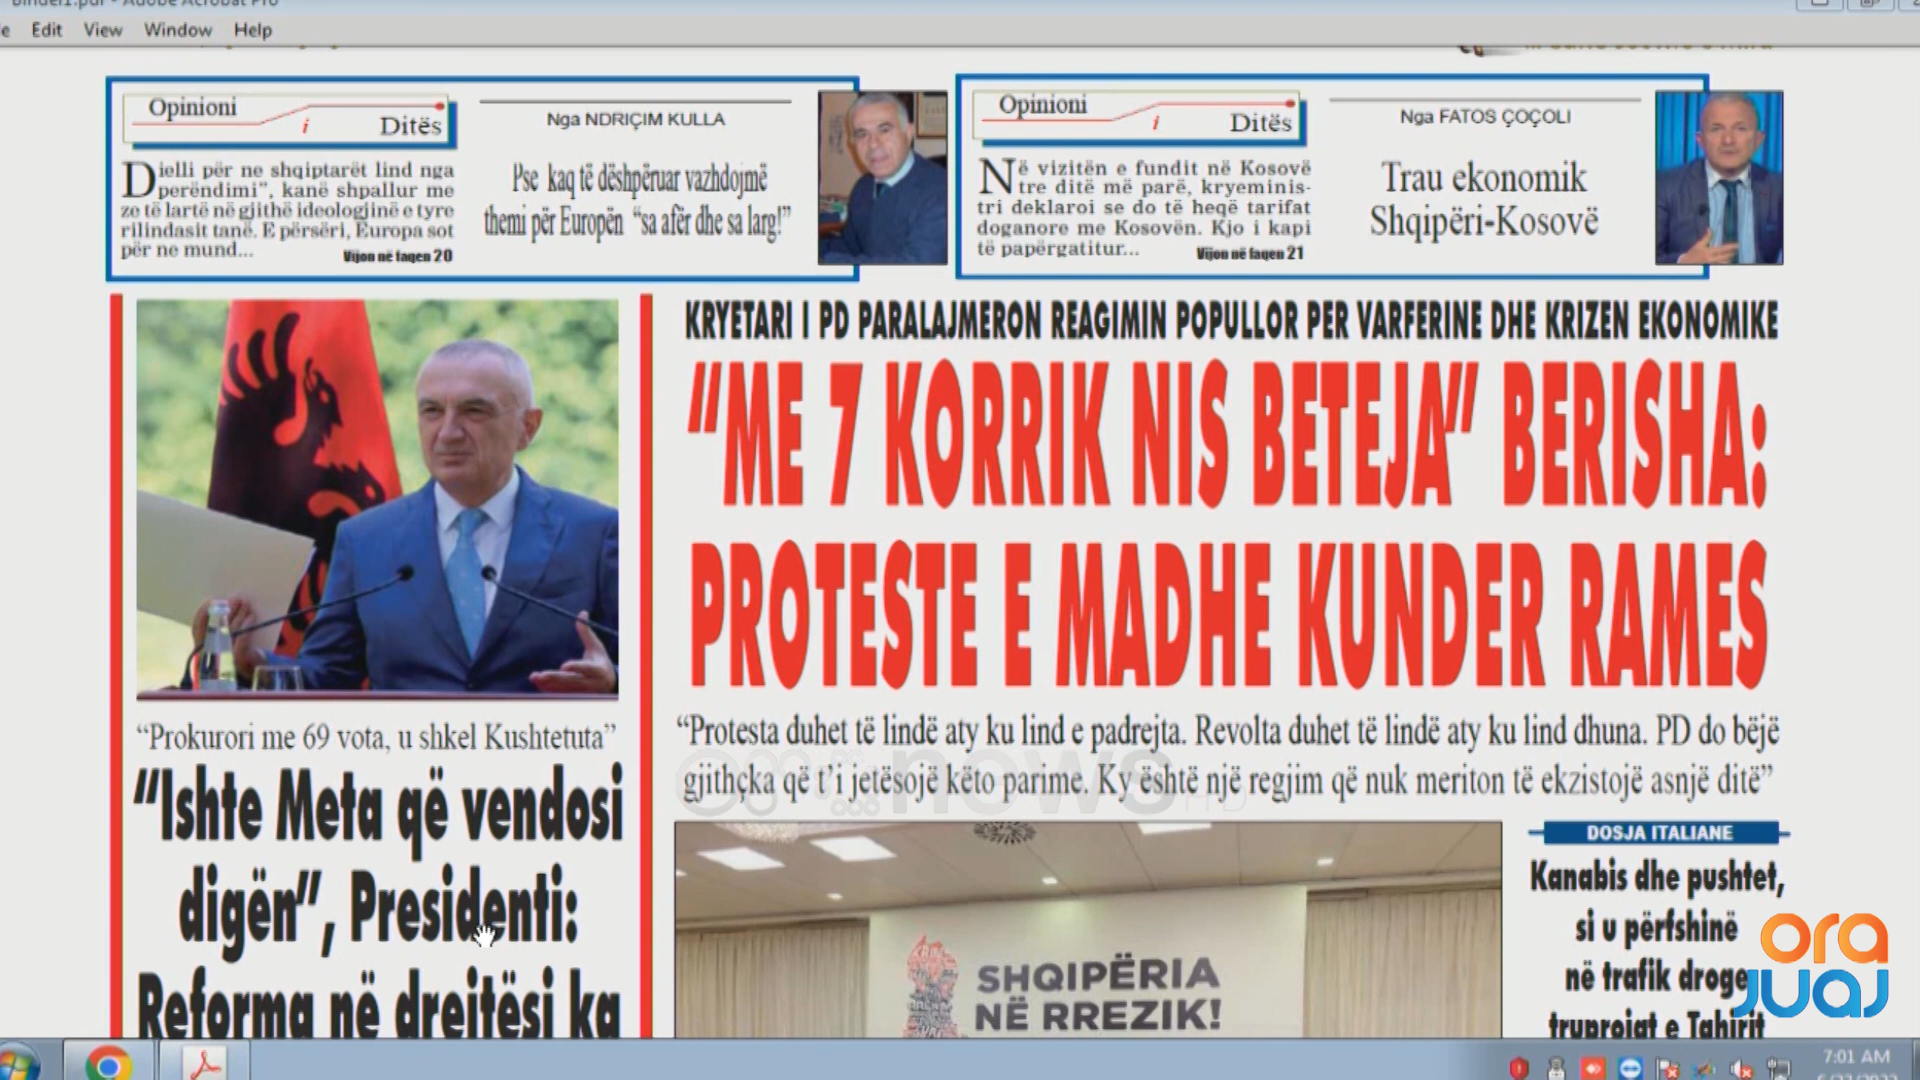 Binder1.pdf - Adobe Acrobat Pro
Edit View Window Help
Opinioni
i
Ditës
Nga NDRIÇIM KULLA
Dielli për ne shqiptarët lind nga
perëndimi”, kanë shpallur me
ze të lartë në gjithë ideologjinë e tyre
rilindasit tanë. E përsëri, Europa sot
për ne mund...
Vijon në faqen 20
Pse kaq të dëshpëruar vazhdojmë
themi për Europën “sa afër dhe sa larg!”
Opinioni
i
Ditës
Nga FATOS ÇOÇOLI
Në vizitën e fundit në Kosovë
tre ditë më parë, kryeminis-
tri deklaroi se do të heqë tarifat
doganore me Kosovën. Kjo i kapi
të papërgatitur...
Vijon në faqen 21
Trau ekonomik
Shqipëri-Kosovë
KRYETARI I PD PARALAJMERON REAGIMIN POPULLOR PER VARFERINE DHE KRIZEN EKONOMIKE
“ME 7 KORRIK NIS BETEJA” BERISHA:
PROTESTE E MADHE KUNDER RAMES
“Protesta duhet të lindë aty ku lind e padrejta. Revolta duhet të lindë aty ku lind dhuna. PD do bëjë
gjithçka që t’i jetësojë këto parime. Ky është një regjim që nuk meriton të ekzistojë asnjë ditë”
news
“Prokurori me 69 vota, u shkel Kushtetuta”
“Ishte Meta që vendosi
digën”, Presidenti:
Reforma në drejtësi ka
SHQIPËRIA
NË RREZIK!
DOSJA ITALIANE
Kanabis dhe pushtet,
si u përfshinë
në trafik droge
trupojat e Tahirit
ora
juaj
7:01 AM